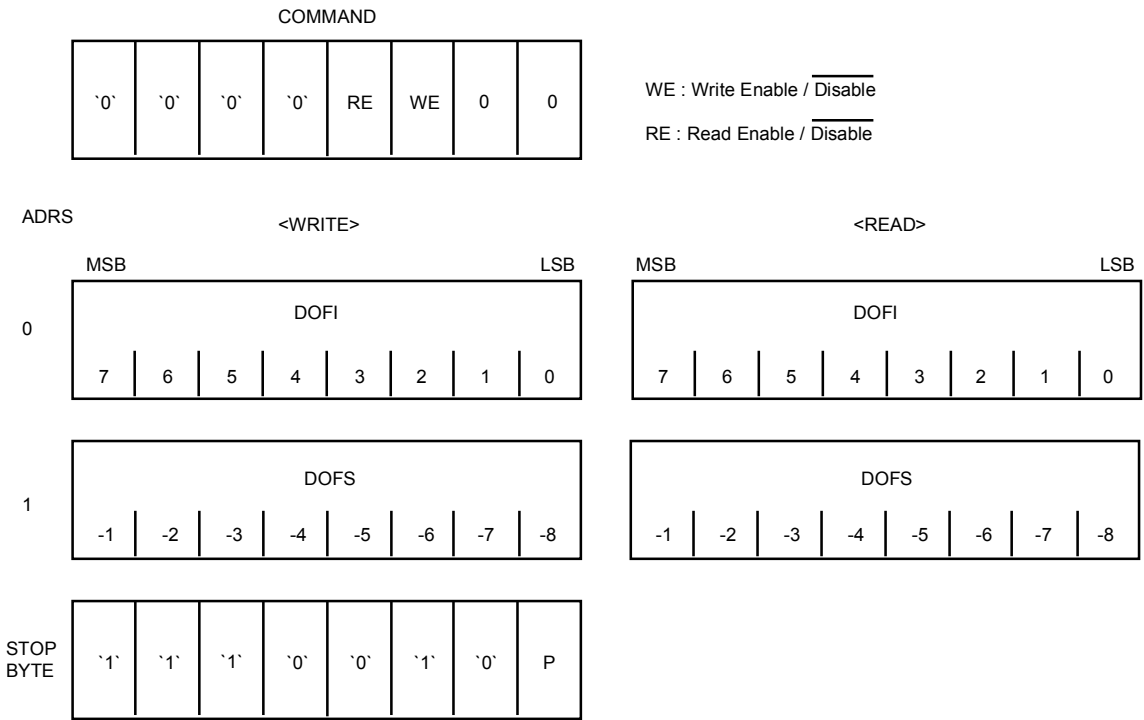 COMMAND
`0` `0` `0` `0` RE WE 0 0
WE : Write Enable / Disable
RE : Read Enable / Disable
ADRS
<WRITE> <READ>
MSB LSB MSB LSB
DOFI DOFI
0
7 6 5 4 3 2 1 0 7 6 5 4 3 2 1 0
DOFS DOFS
1
-1 -2 -3 -4 -5 -6 -7 -8 -1 -2 -3 -4 -5 -6 -7 -8
STOP
BYTE
`1` `1` `1` `0` `0` `1` `0` P